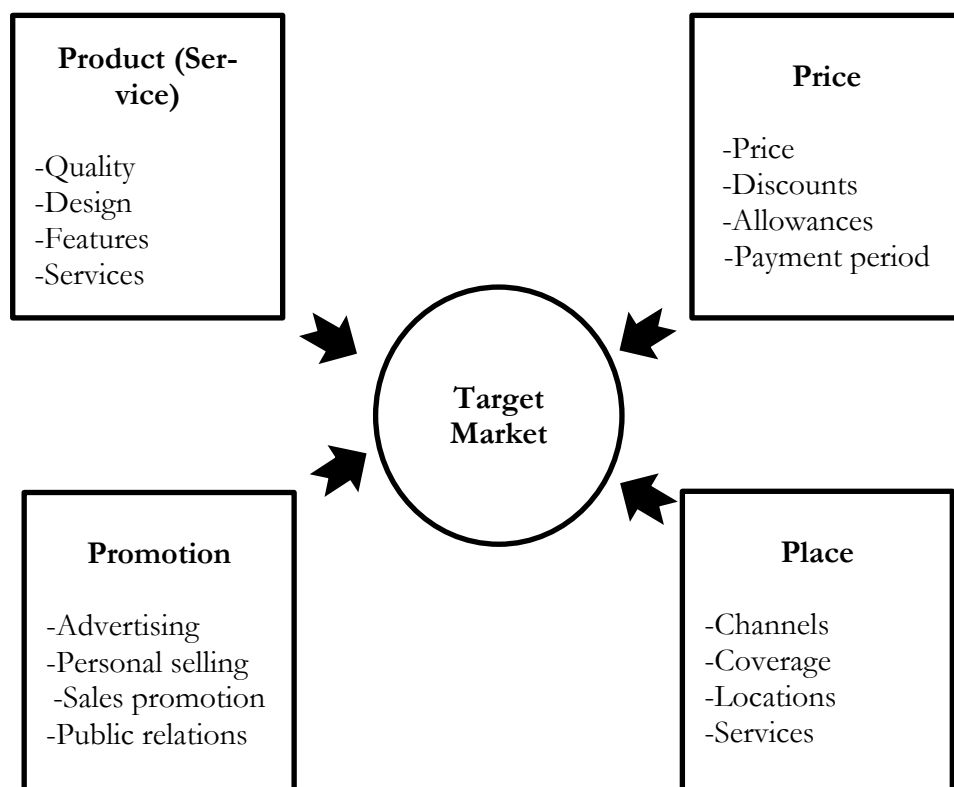 Product (Ser-
vice)
-Quality
-Design
-Features
-Services
Price
-Price
-Discounts
-Allowances
-Payment period
Target
Market
Promotion
-Advertising
-Personal selling
-Sales promotion
-Public relations
Place
-Channels
-Coverage
-Locations
-Services